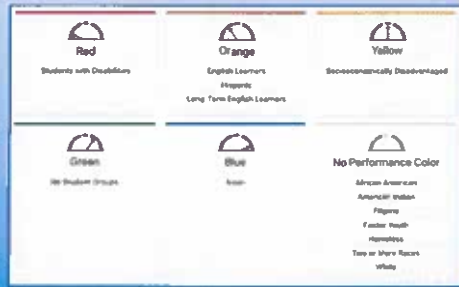 Red
Students with Disabilities
Orange
English Learners
Hispanic
Long Term English Learners
Yellow
Socioeconomically Disadvantaged
Green
No Student Groups
Blue
Asian
No Performance Color
African American
American Indian
Filipino
Foster Youth
Homeless
Two or More Races
White